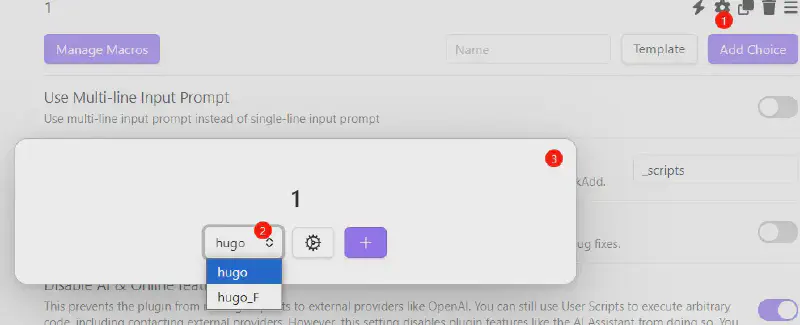 1
1
Manage Macros
Name
Template
Add Choice
Use Multi-line Input Prompt
Use multi-line input prompt instead of single-line input prompt
3
kAdd.
_scripts
1
2
hugo
+
ug fixes.
hugo
hugo_F
Disable AI & Online featu
This prevents the plugin from
ests to external providers like OpenAI. You can still use User Scripts to execute arbitrary
code, including contacting external providers. However, this setting disables plugin features like the AI Assistant from doing so. You